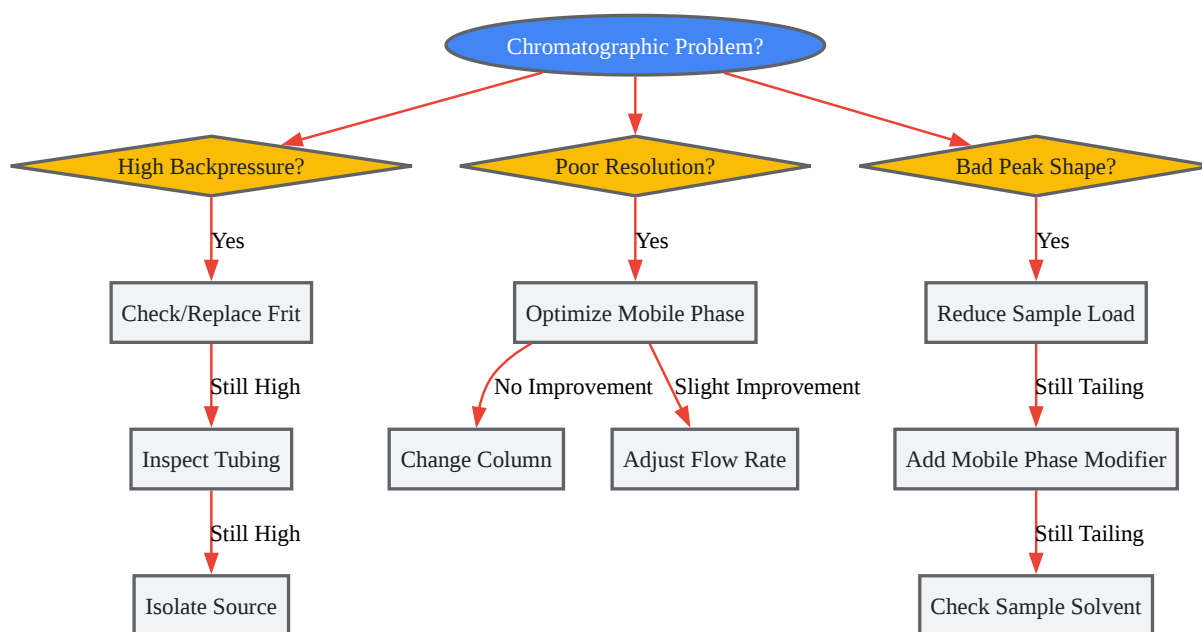 Chromatographic Problem?
High Backpressure?
Poor Resolution?
Bad Peak Shape?
Yes
Yes
Yes
Check/Replace Frit
Optimize Mobile Phase
Reduce Sample Load
Still High
No Improvement
Slight Improvement
Still Tailing
Inspect Tubing
Change Column
Adjust Flow Rate
Add Mobile Phase Modifier
Still High
Still Tailing
Isolate Source
Check Sample Solvent